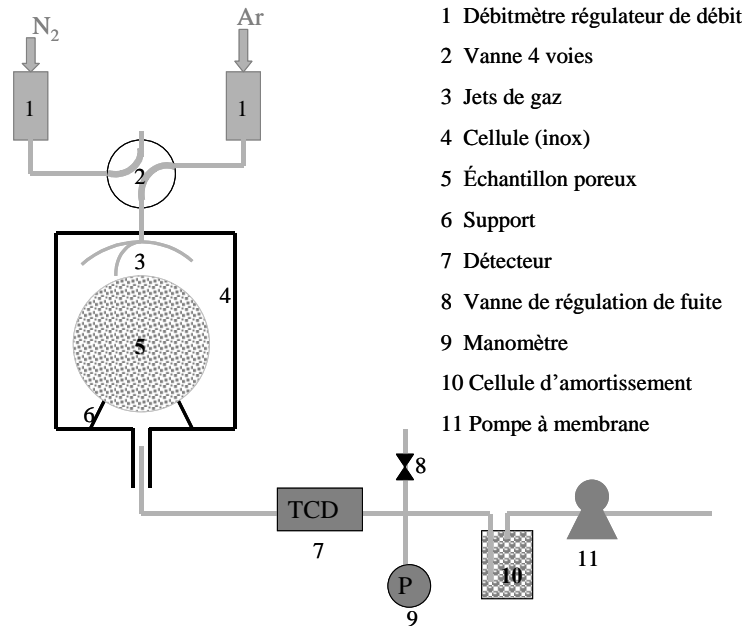 N₂
Ar
1
1
2
3
4
5
6
TCD
7
8
P
9
10
11
1 Débitmètre régulateur de débit
2 Vanne 4 voies
3 Jets de gaz
4 Cellule (inox)
5 Échantillon poreux
6 Support
7 Détecteur
8 Vanne de régulation de fuite
9 Manomètre
10 Cellule d’amortissement
11 Pompe à membrane